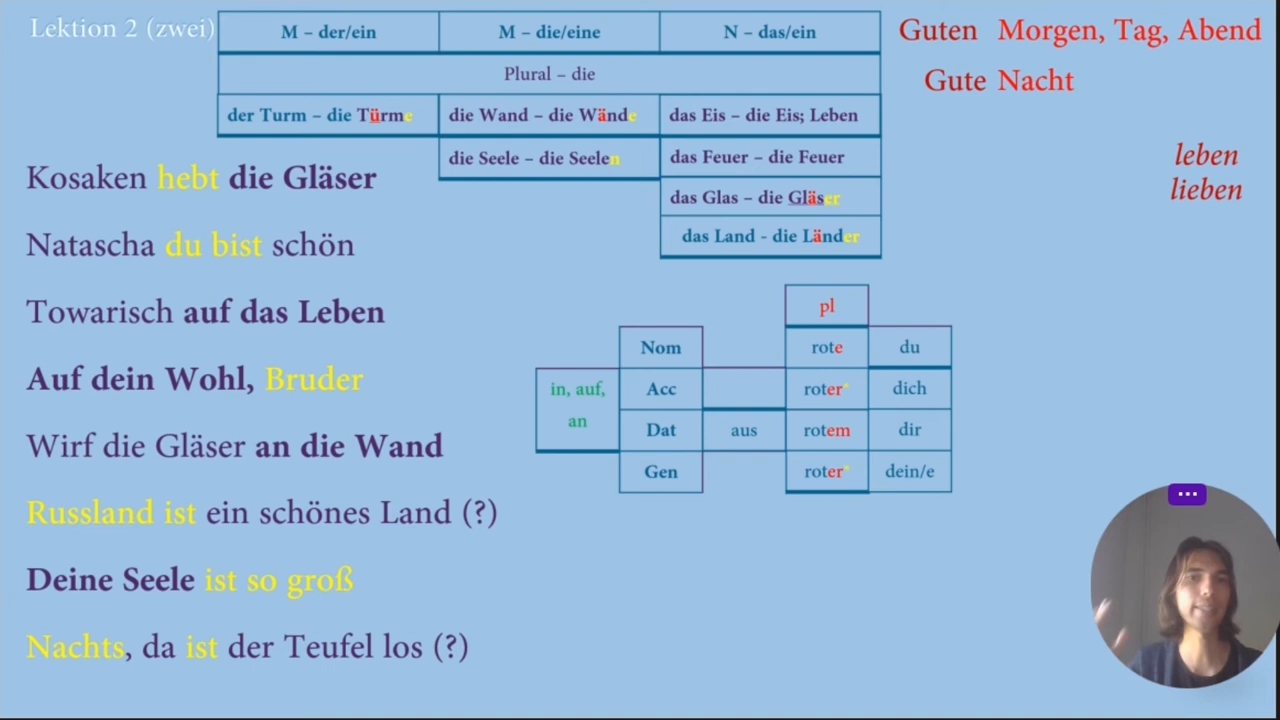 Lektion 2 (zwei)
M – der/ein M – die/eine N – das/ein
Plural – die
der Turm – die Türme die Wand – die Wände das Eis – die Eis; Leben
die Seele – die Seelen das Feuer – die Feuer
das Glas – die Gläser
das Land - die Länder
Guten Morgen, Tag, Abend
Gute Nacht
leben
lieben
Kosaken hebt die Gläser
Natascha du bist schön
Towarisch auf das Leben
Auf dein Wohl, Bruder
Wirf die Gläser an die Wand
Russland ist ein schönes Land (?)
Deine Seele ist so groß
Nachts, da ist der Teufel los (?)
pl
Nom rote du
in, auf, an Acc roter* dich
Dat aus rotem dir
Gen roter* dein/e